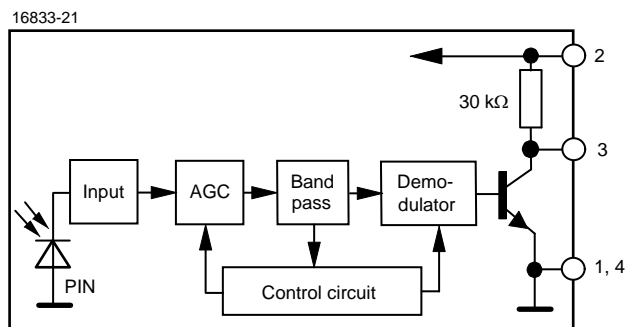 16833-21
2
30 kΩ
3
Input
AGC
Band
pass
Demo-
dulator
1, 4
PIN
Control circuit